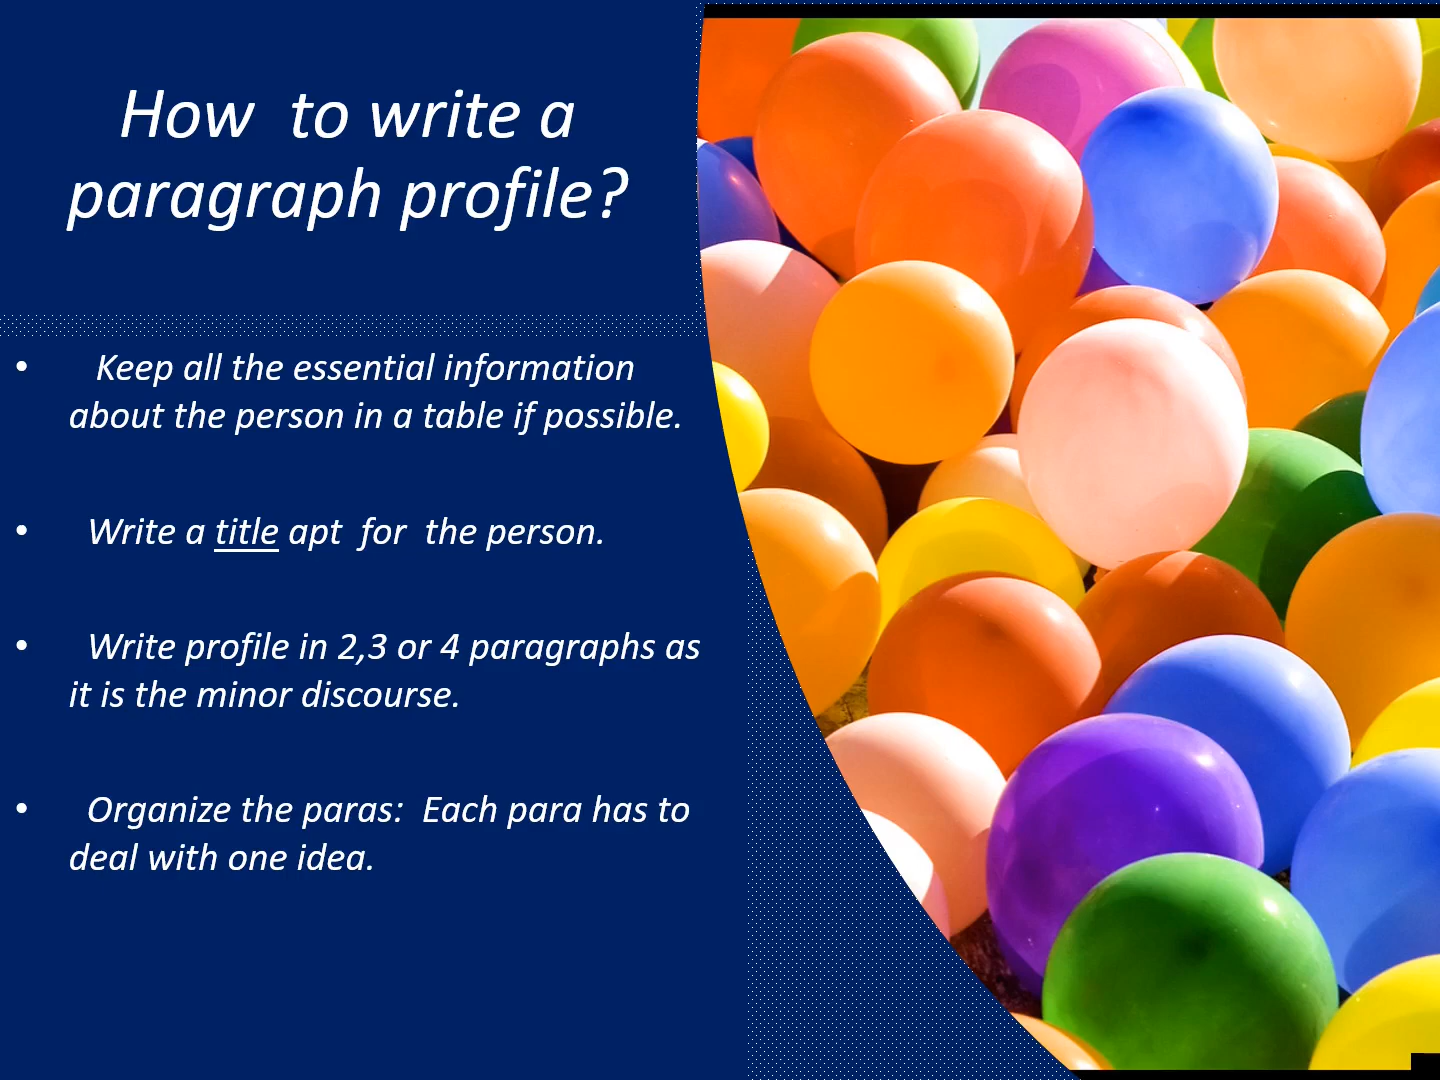 How to write a
paragraph profile?
• Keep all the essential information
about the person in a table if possible.
• Write a title apt for the person.
• Write profile in 2,3 or 4 paragraphs as
it is the minor discourse.
• Organize the paras: Each para has to
deal with one idea.